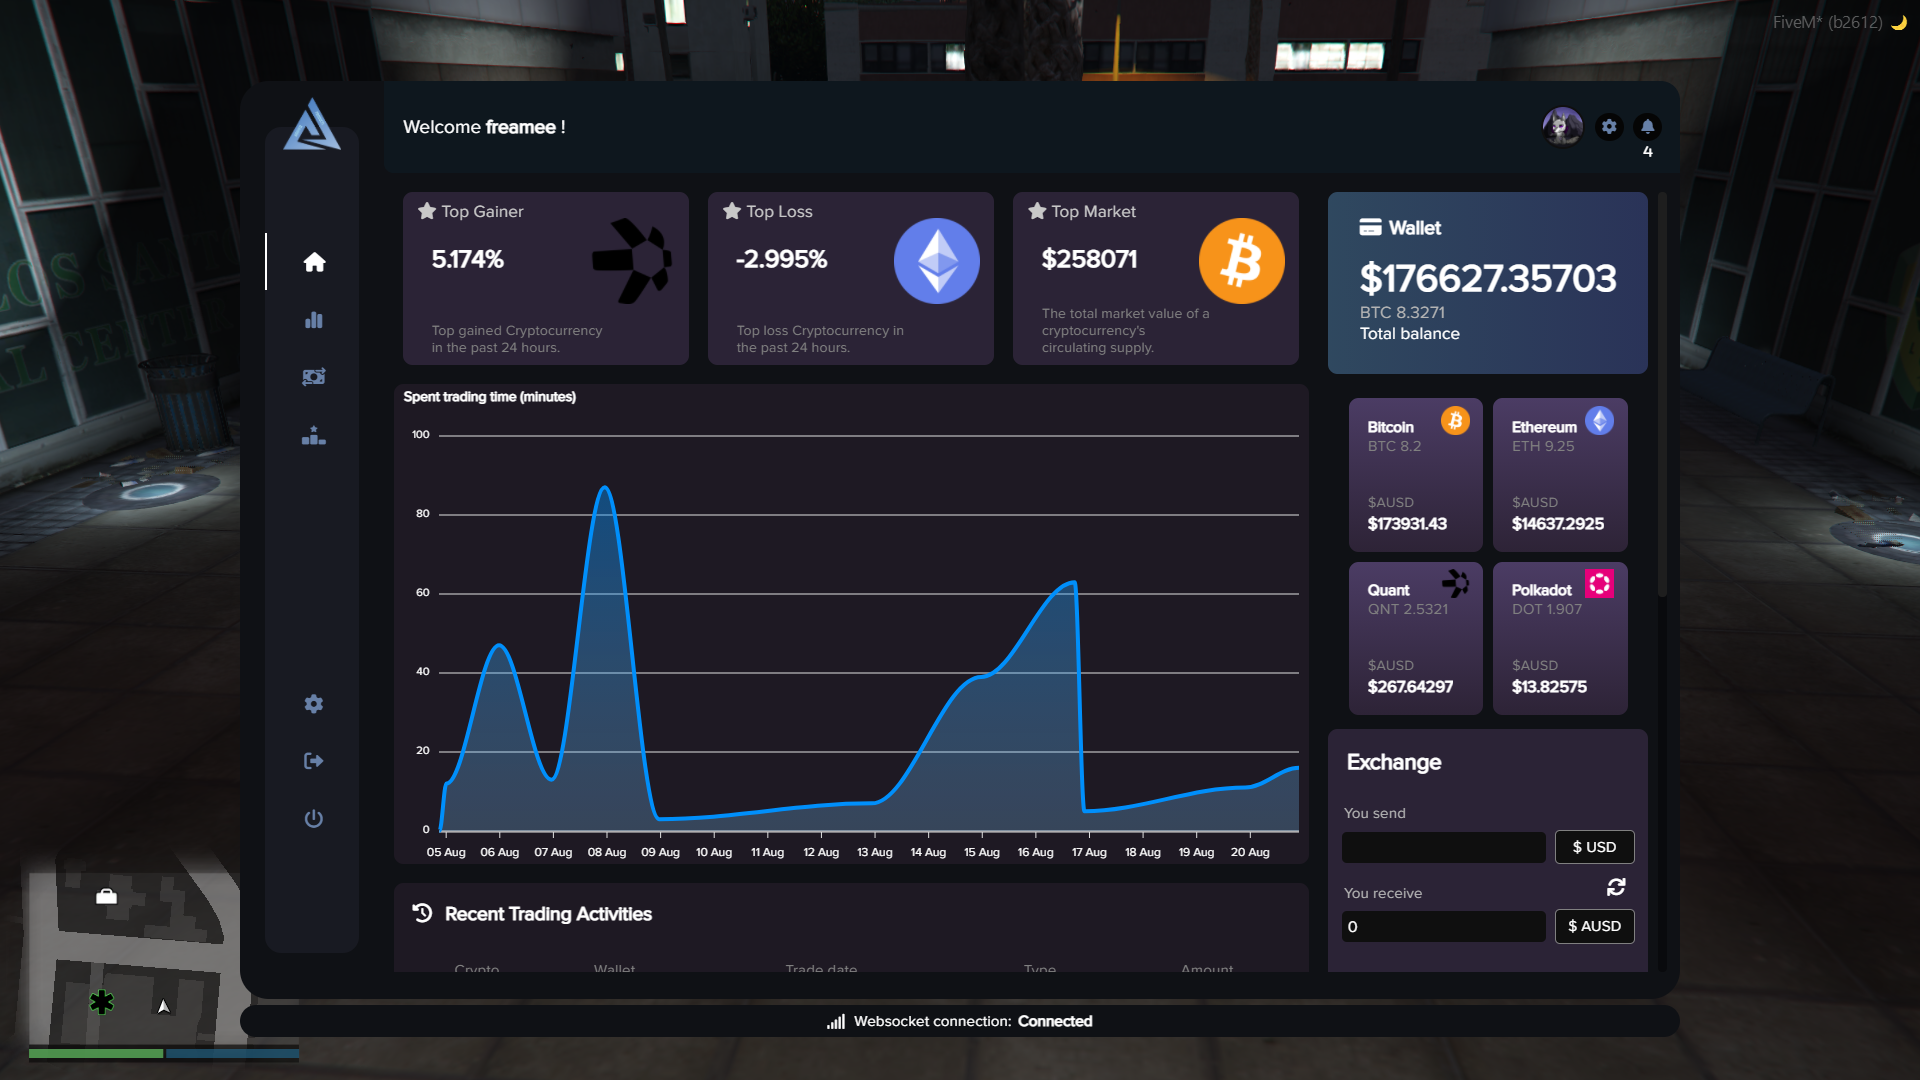 FiveM* (b2612)
Welcome freamee !
4
Top Gainer
5.174%
Top gained Cryptocurrency
in the past 24 hours.
Top Loss
-2.995%
Top loss Cryptocurrency in
the past 24 hours.
Top Market
$258071
The total market value of a
cryptocurrency's
circulating supply.
Wallet
$176627.35703
BTC 8.3271
Total balance
Spent trading time (minutes)
100
80
60
40
20
0
05 Aug 06 Aug 07 Aug 08 Aug 09 Aug 10 Aug 11 Aug 12 Aug 13 Aug 14 Aug 15 Aug 16 Aug 17 Aug 18 Aug 19 Aug 20 Aug
Bitcoin
BTC 8.2
$AUSD
$173931.43
Ethereum
ETH 9.25
$AUSD
$14637.2925
Quant
QNT 2.5321
$AUSD
$267.64297
Polkadot
DOT 1.907
$AUSD
$13.82575
Exchange
You send
$ USD
You receive
0
$ AUSD
Recent Trading Activities
Crypto Wallet Trade date Type Amount
Websocket connection: Connected